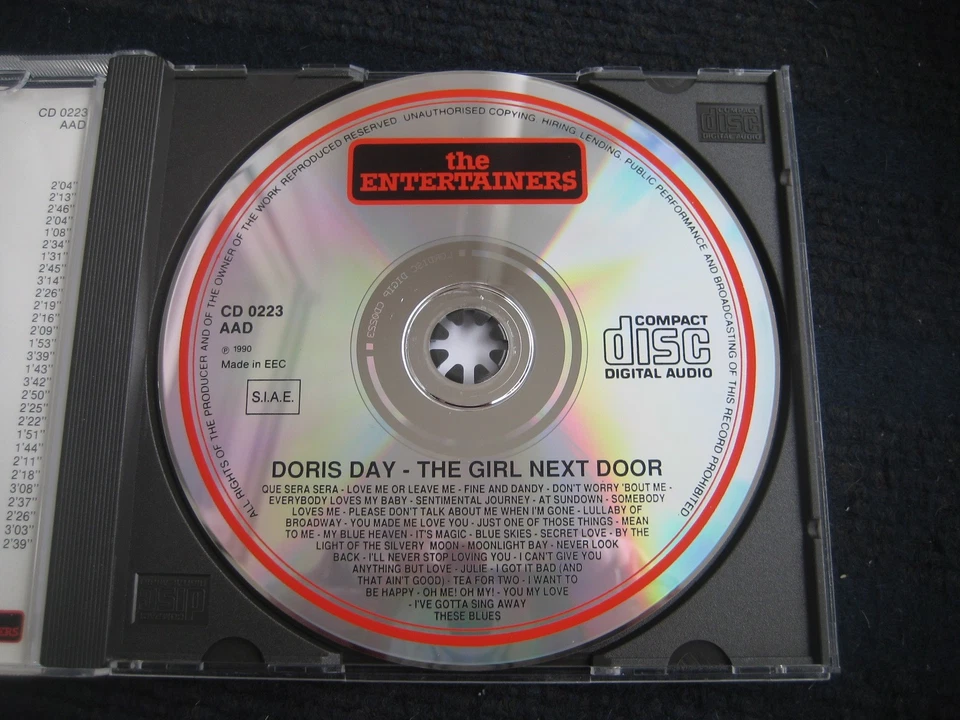 CD 0223
AAD
2'04"
2'13"
2'46"
2'04"
1'08"
2'34"
1'31"
2'45"
3'14"
2'26"
2'19"
2'16"
2'09"
1'53"
3'39"
1'43"
3'42"
2'50"
2'25"
2'22"
1'51"
1'44"
2'11"
2'18"
3'08"
2'37"
2'26"
3'03"
2'39"
ALL RIGHTS OF THE PRODUCER AND OF THE OWNER OF THE WORK REPRODUCED RESERVED. UNAUTHORISED COPYING, HIRING, LENDING, PUBLIC PERFORMANCE AND BROADCASTING OF THIS RECORD PROHIBITED
the
ENTERTAINERS
CD 0223
AAD
℗ 1990
Made in EEC
S.I.A.E.
COMPACT
disc
DIGITAL AUDIO
DORIS DAY - THE GIRL NEXT DOOR
QUE SERA SERA - LOVE ME OR LEAVE ME - FINE AND DANDY - DON'T WORRY 'BOUT ME -
EVERYBODY LOVES MY BABY - SENTIMENTAL JOURNEY - AT SUNDOWN - SOMEBODY
LOVES ME - PLEASE DON'T TALK ABOUT ME WHEN I'M GONE - LULLABY OF
BROADWAY - YOU MADE ME LOVE YOU - JUST ONE OF THOSE THINGS - MEAN
TO ME - MY BLUE HEAVEN - IT'S MAGIC - BLUE SKIES - SECRET LOVE - BY THE
LIGHT OF THE SILVERY MOON - MOONLIGHT BAY - NEVER LOOK
BACK - I'LL NEVER STOP LOVING YOU - I CAN'T GIVE YOU
ANYTHING BUT LOVE - JULIE - I GOT IT BAD (AND
THAT AIN'T GOOD) - TEA FOR TWO - I WANT TO
BE HAPPY - OH ME! OH MY! - YOU MY LOVE
- I'VE GOTTA SING AWAY
THESE BLUES
COMPACT
disc
DIGITAL AUDIO